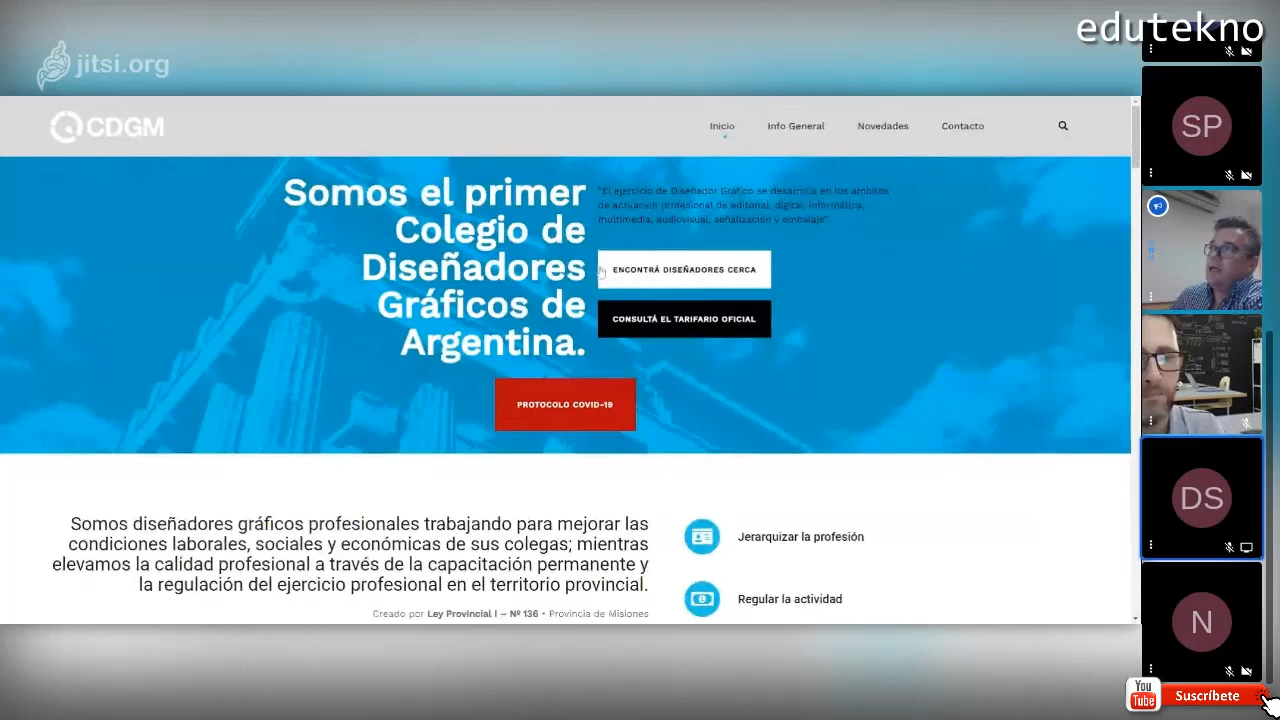 edutekno
jitsi.org
CDGM
Inicio
Info General
Novedades
Contacto
Somos el primer
Colegio de
Diseñadores
Gráficos de
Argentina.
"El ejercicio de Diseñador Gráfico se desarrolla en los ámbitos
de actuación profesional de editorial, digital, informática,
multimedia, audiovisual, señalización y embalaje"
ENCONTRÁ DISEÑADORES CERCA
CONSULTÁ EL TARIFARIO OFICIAL
PROTOCOLO COVID-19
Somos diseñadores gráficos profesionales trabajando para mejorar las
condiciones laborales, sociales y económicas de sus colegas; mientras
elevamos la calidad profesional a través de la capacitación permanente y
la regulación del ejercicio profesional en el territorio provincial.
Creado por Ley Provincial I – Nº 136 • Provincia de Misiones
Jerarquizar la profesión
Regular la actividad
SP
DS
N
You
Tube
Suscríbete